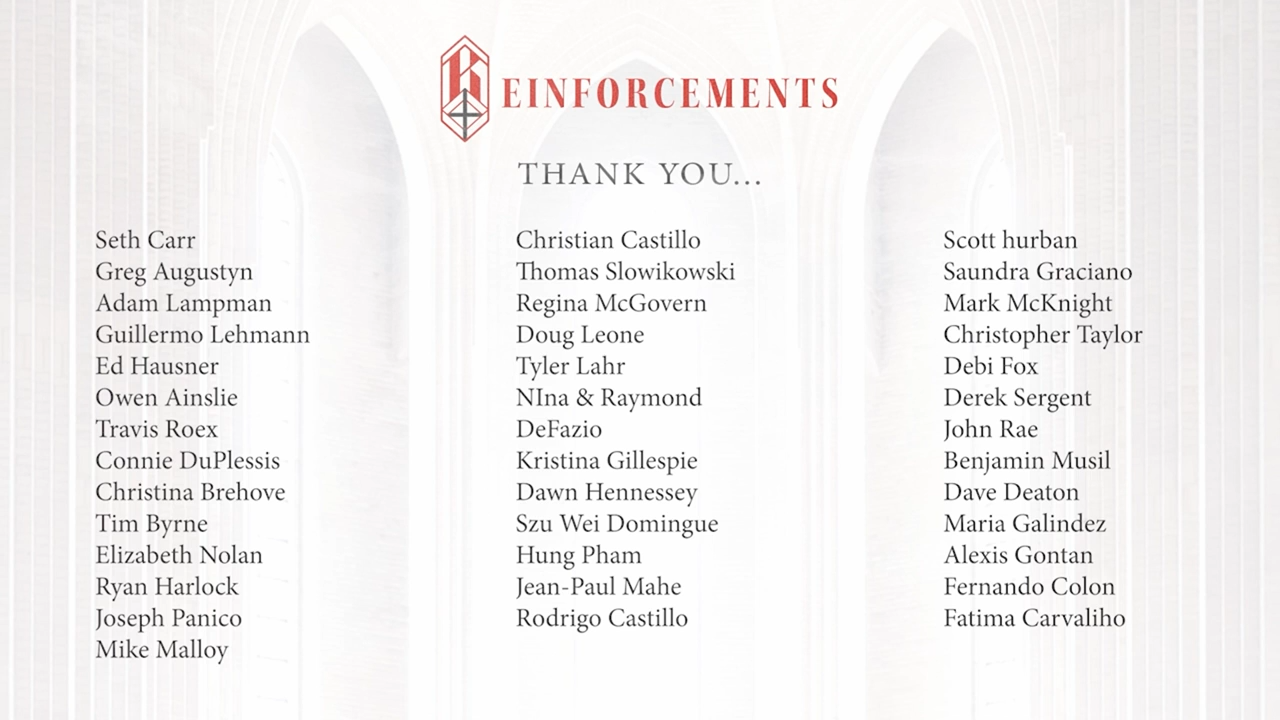 REINFORCEMENTS
THANK YOU...
Seth Carr
Greg Augustyn
Adam Lampman
Guillermo Lehmann
Ed Hausner
Owen Ainslie
Travis Roex
Connie DuPlessis
Christina Brehove
Tim Byrne
Elizabeth Nolan
Ryan Harlock
Joseph Panico
Mike Malloy
Christian Castillo
Thomas Slowikowski
Regina McGovern
Doug Leone
Tyler Lahr
NIna & Raymond
DeFazio
Kristina Gillespie
Dawn Hennessey
Szu Wei Domingue
Hung Pham
Jean-Paul Mahe
Rodrigo Castillo
Scott hurban
Saundra Graciano
Mark McKnight
Christopher Taylor
Debi Fox
Derek Sergent
John Rae
Benjamin Musil
Dave Deaton
Maria Galindez
Alexis Gontan
Fernando Colon
Fatima Carvaliho